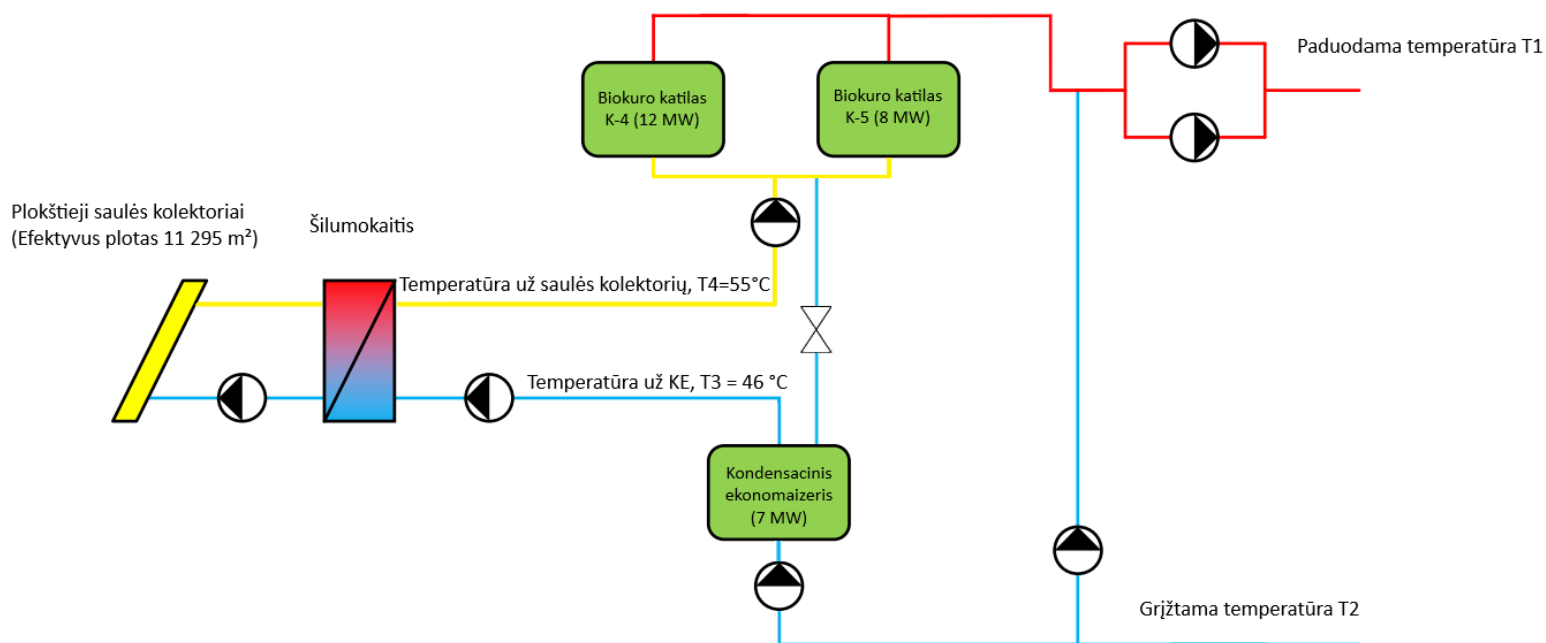 Biokuro katilas
K-4 (12 MW)
Biokuro katilas
K-5 (8 MW)
Paduodama temperatūra T1
Plokštieji saulės kolektoriai
(Efektyvus plotas 11 295 m²)
Šilumokaitis
Temperatūra už saulės kolektorių, T4=55°C
Temperatūra už KE, T3 = 46 °C
Kondensacinis
ekonomaizeris
(7 MW)
Grįžtama temperatūra T2